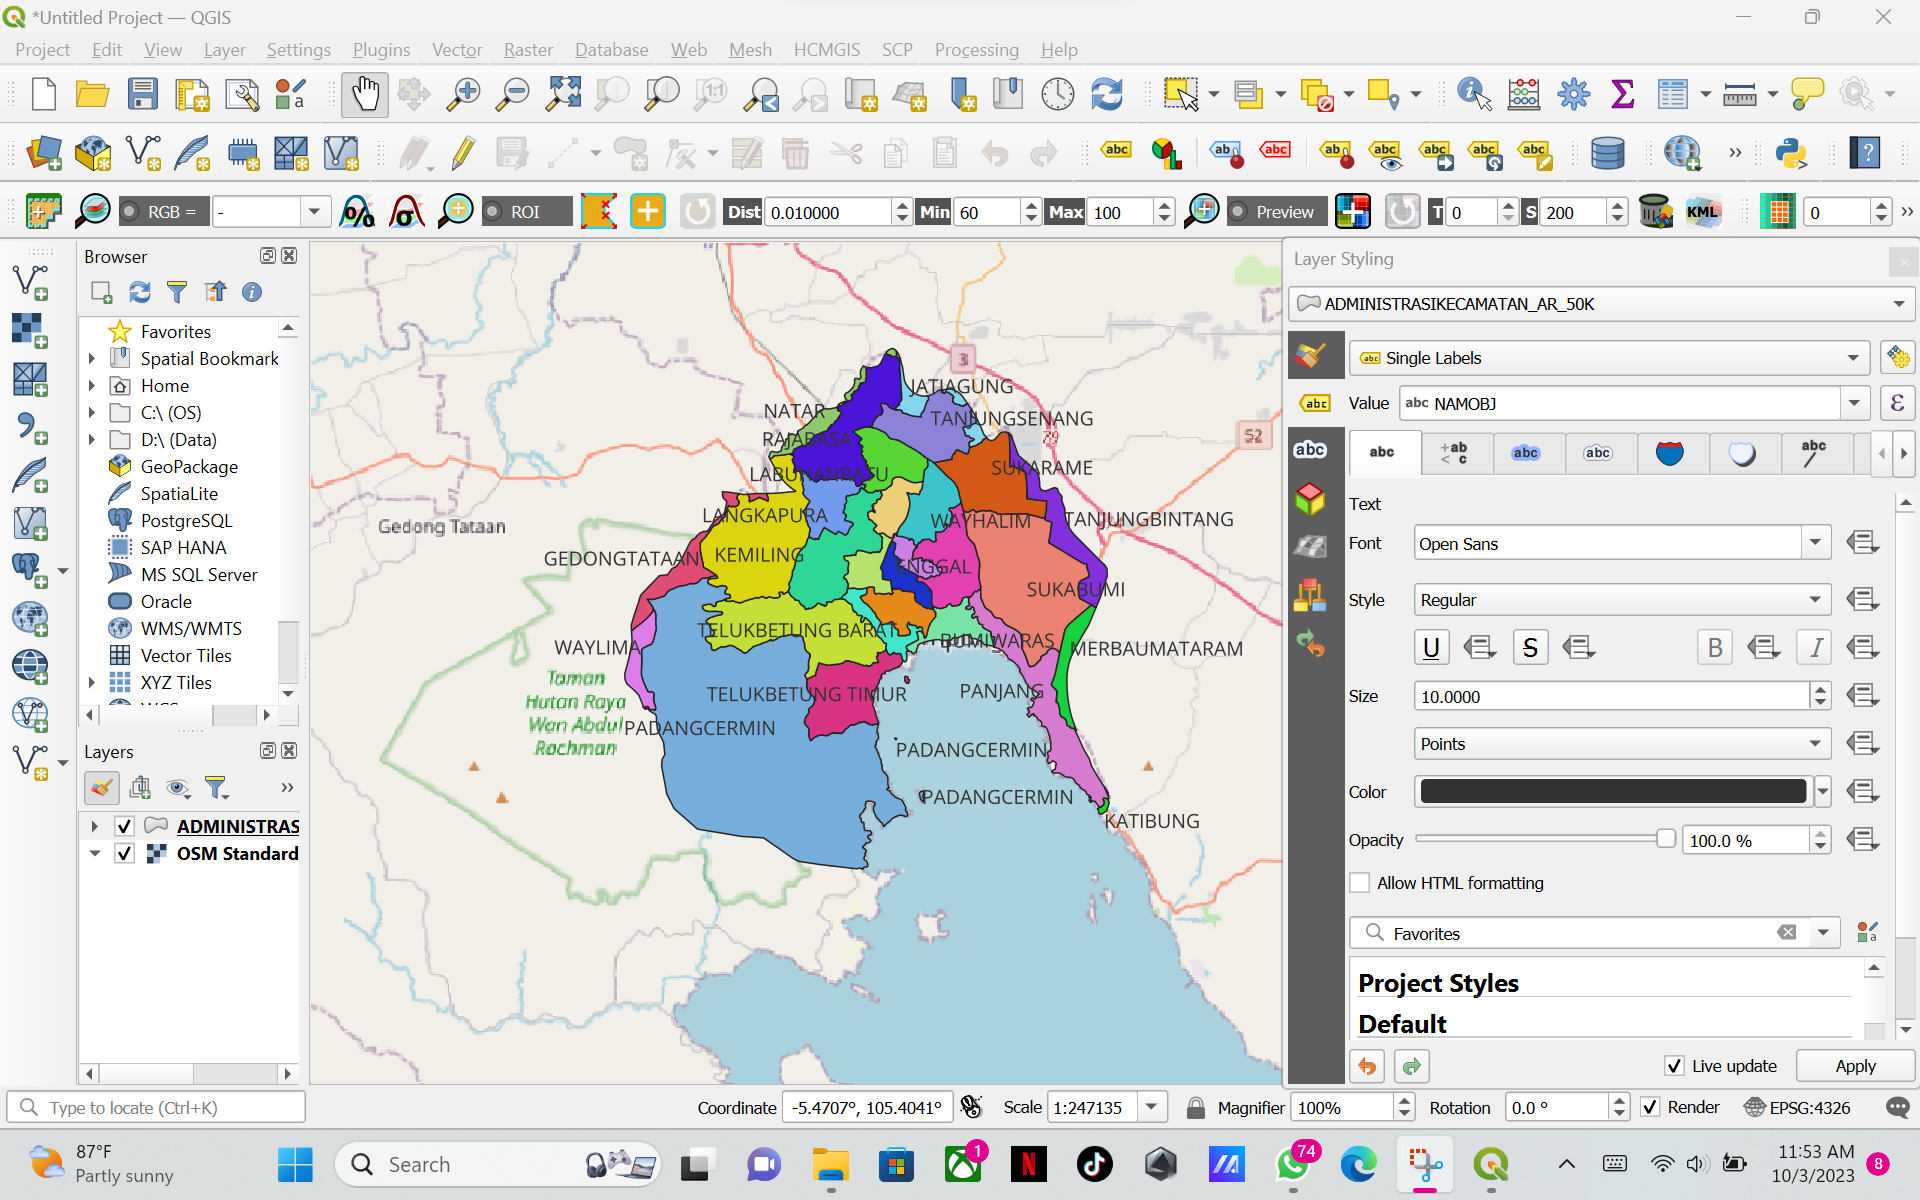 *Untitled Project — QGIS
Project Edit View Layer Settings Plugins Vector Raster Database Web Mesh HCMGIS SCP Processing Help
RGB = - ROI Dist 0.010000 Min 60 Max 100 Preview T 0 S 200 KML 0
Browser
Favorites
Spatial Bookmark
Home
C:\ (OS)
D:\ (Data)
GeoPackage
SpatiaLite
PostgreSQL
SAP HANA
MS SQL Server
Oracle
WMS/WMTS
Vector Tiles
XYZ Tiles
Layers
ADMINISTRAS
OSM Standard
3
JATIAGUNG
NATAR
TANJUNGSENANG
79
52
RAJABASA
LABUHANRATU
SUKARAME
LANGKAPURA
WAYHALIM
TANJUNGBINTANG
Gedong Tataan
GEDONGTATAAN
KEMILING
ENGGAL
SUKABUMI
TELUKBETUNG BARAT
WAYLIMA
BUMIWARAS
MERBAUMATARAM
Taman
Hutan Raya
Wan Abdul
Rachman
TELUKBETUNG TIMUR
PANJANG
PADANGCERMIN
PADANGCERMIN
PADANGCERMIN
KATIBUNG
Layer Styling
ADMINISTRASIKECAMATAN_AR_50K
abc Single Labels
Value abc NAMOBJ
Text
Font Open Sans
Style Regular
U S B I
Size 10.0000
Points
Color
Opacity 100.0 %
Allow HTML formatting
Favorites
Project Styles
Default
Live update Apply
Type to locate (Ctrl+K) Coordinate -5.4707°, 105.4041° Scale 1:247135 Magnifier 100% Rotation 0.0 ° Render EPSG:4326
87°F
Partly sunny
Search
1
74
11:53 AM
10/3/2023
8